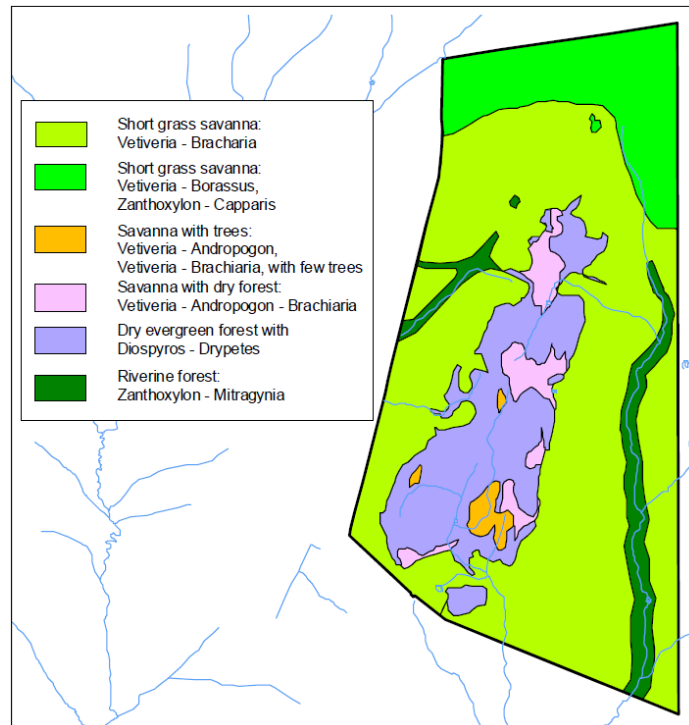 Short grass savanna:
Vetiveria - Bracharia
Short grass savanna:
Vetiveria - Borassus,
Zanthoxylon - Capparis
Savanna with trees:
Vetiveria - Andropogon,
Vetiveria - Brachiaria, with few trees
Savanna with dry forest:
Vetiveria - Andropogon - Brachiaria
Dry evergreen forest with
Diospyros - Drypetes
Riverine forest:
Zanthoxylon - Mitragynia